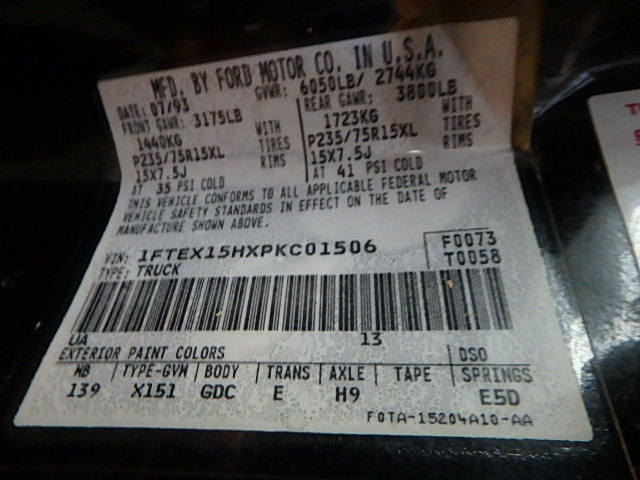 MFD. BY FORD MOTOR CO. IN U.S.A.
DATE: 07/93 GVWR: 6050LB/ 2744KG
FRONT GAWR: 3175LB REAR GAWR: 3800LB
1440KG WITH 1723KG WITH
P235/75R15XL TIRES P235/75R15XL TIRES
15X7.5J RIMS 15X7.5J RIMS
AT 35 PSI COLD AT 41 PSI COLD
THIS VEHICLE CONFORMS TO ALL APPLICABLE FEDERAL MOTOR
VEHICLE SAFETY STANDARDS IN EFFECT ON THE DATE OF
MANUFACTURE SHOWN ABOVE.
VIN: 1FTEX15HXPKC01506 F0073
TYPE: TRUCK T0058
UA 13
EXTERIOR PAINT COLORS DSO
WB TYPE-GVW BODY TRANS AXLE TAPE SPRINGS
139 X151 GDC E H9 E5D
F0TA-15204A10-AA